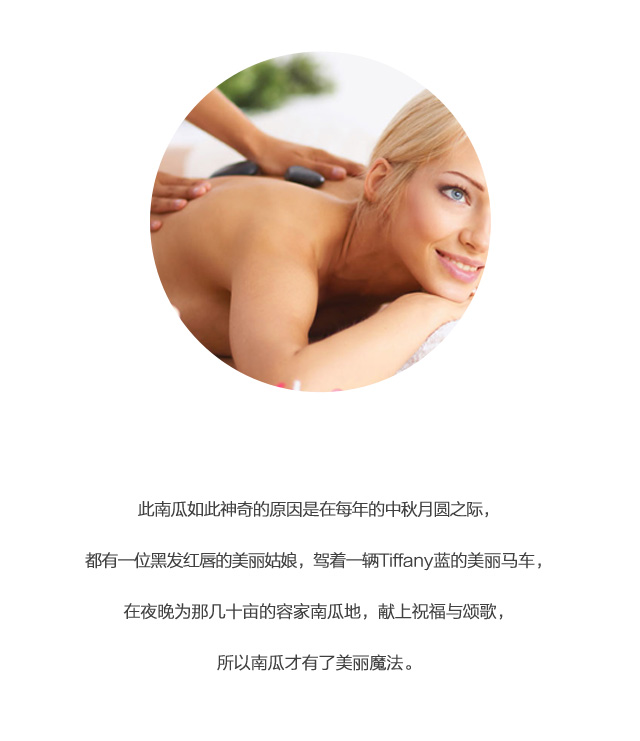 此南瓜如此神奇的原因是在每年的中秋月圆之际，
都有一位黑发红唇的美丽姑娘，驾着一辆Tiffany蓝的美丽马车，
在夜晚为那几十亩的容家南瓜地，献上祝福与颂歌，
所以南瓜才有了美丽魔法。